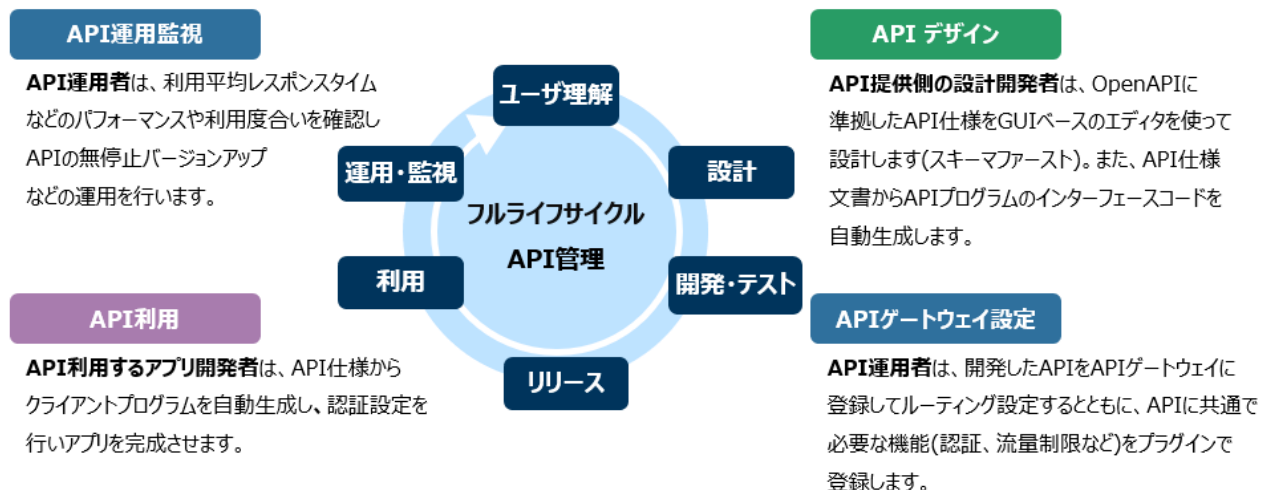 API運用監視
API運用者は、利用平均レスポンスタイム
などのパフォーマンスや利用度合いを確認し
APIの無停止バージョンアップ
などの運用を行います。
API デザイン
API提供側の設計開発者は、OpenAPIに
準拠したAPI仕様をGUIベースのエディタを使って
設計します(スキーマファースト)。また、API仕様
文書からAPIプログラムのインターフェースコードを
自動生成します。
ユーザ理解
設計
開発・テスト
リリース
利用
運用・監視
フルライフサイクル
API管理
API利用
API利用するアプリ開発者は、API仕様から
クライアントプログラムを自動生成し、認証設定を
行いアプリを完成させます。
APIゲートウェイ設定
API運用者は、開発したAPIをAPIゲートウェイに
登録してルーティング設定するとともに、APIに共通で
必要な機能(認証、流量制限など)をプラグインで
登録します。